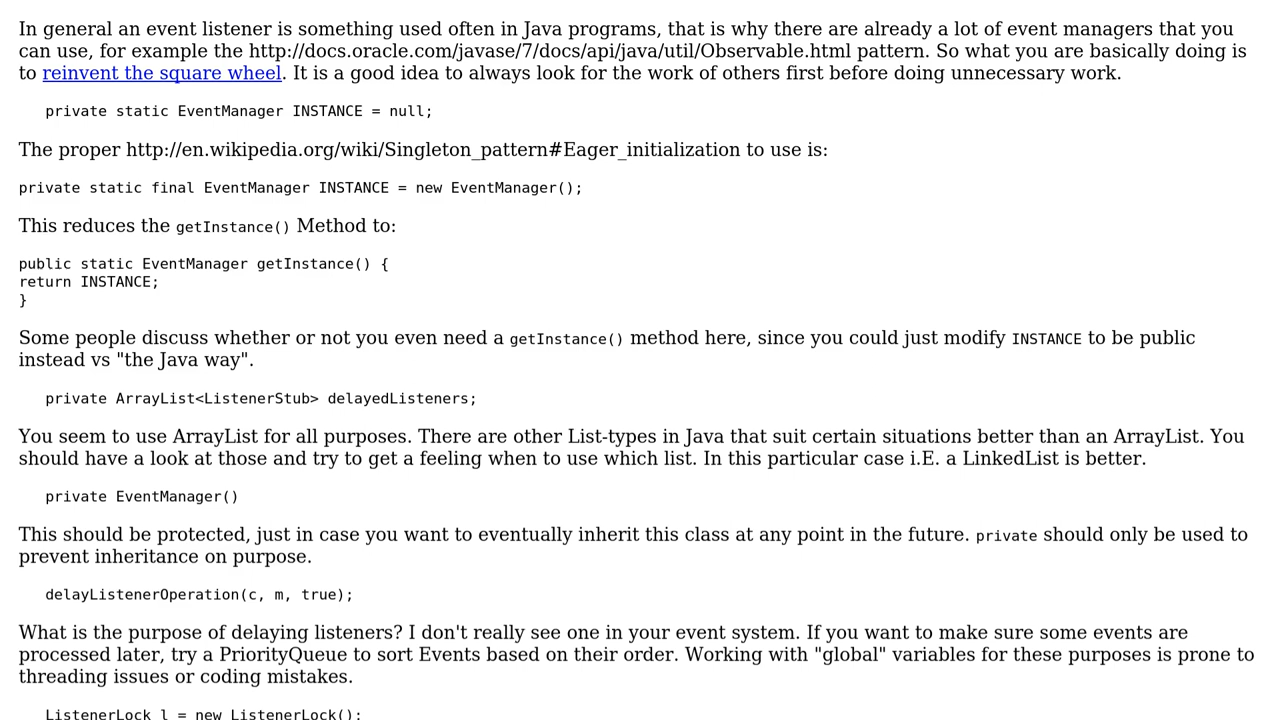 In general an event listener is something used often in Java programs, that is why there are already a lot of event managers that you
can use, for example the http://docs.oracle.com/javase/7/docs/api/java/util/Observable.html pattern. So what you are basically doing is
to reinvent the square wheel. It is a good idea to always look for the work of others first before doing unnecessary work.
private static EventManager INSTANCE = null;
The proper http://en.wikipedia.org/wiki/Singleton_pattern#Eager_initialization to use is:
private static final EventManager INSTANCE = new EventManager();
This reduces the getInstance() Method to:
public static EventManager getInstance() {
return INSTANCE;
}
Some people discuss whether or not you even need a getInstance() method here, since you could just modify INSTANCE to be public
instead vs "the Java way".
private ArrayList<ListenerStub> delayedListeners;
You seem to use ArrayList for all purposes. There are other List-types in Java that suit certain situations better than an ArrayList. You
should have a look at those and try to get a feeling when to use which list. In this particular case i.E. a LinkedList is better.
private EventManager()
This should be protected, just in case you want to eventually inherit this class at any point in the future. private should only be used to
prevent inheritance on purpose.
delayListenerOperation(c, m, true);
What is the purpose of delaying listeners? I don't really see one in your event system. If you want to make sure some events are
processed later, try a PriorityQueue to sort Events based on their order. Working with "global" variables for these purposes is prone to
threading issues or coding mistakes.
ListenerLock l = new ListenerLock();